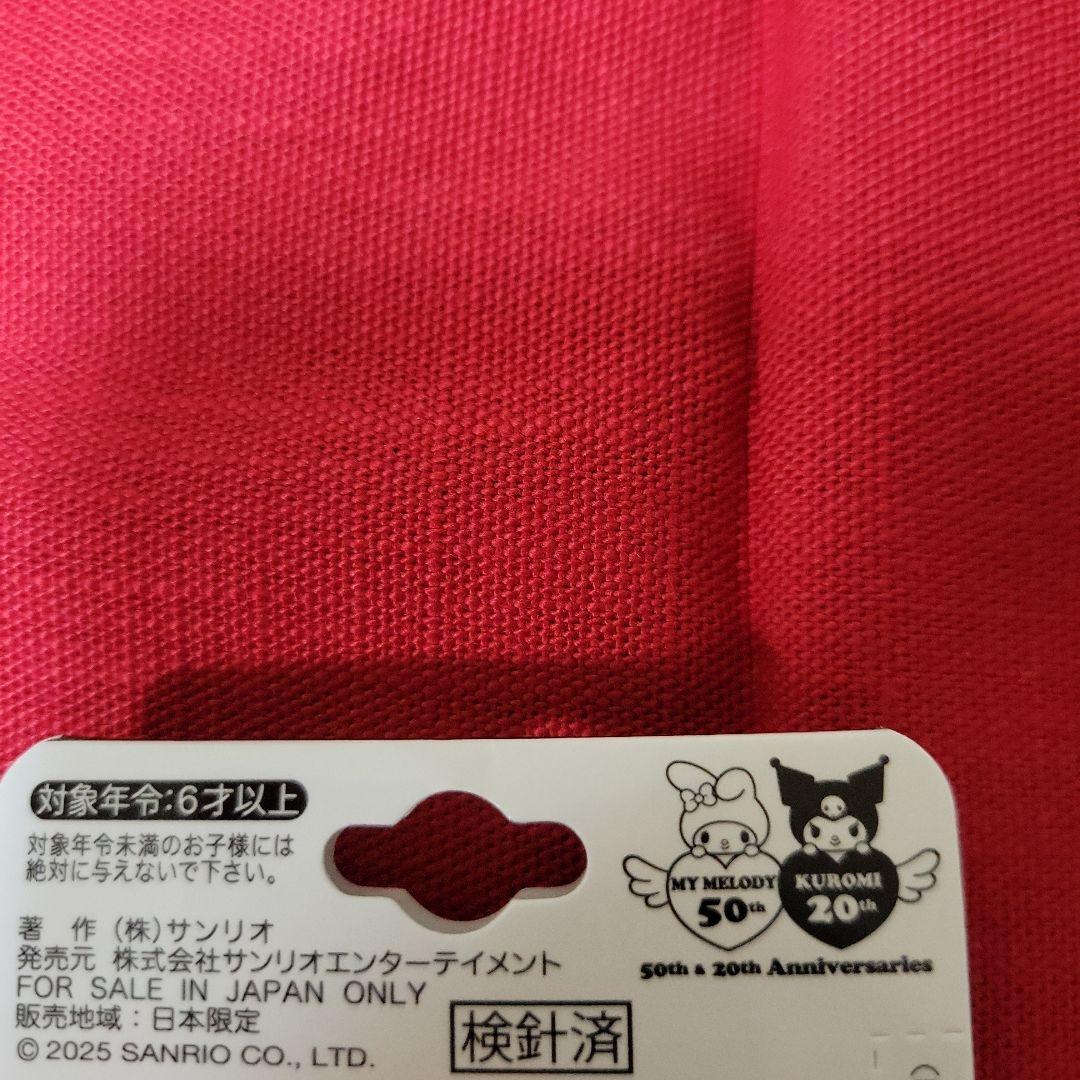 対象年令:6才以上
対象年令未満のお子様には
絶対に与えないで下さい。
著 作 (株)サンリオ
発売元 株式会社サンリオエンターテイメント
FOR SALE IN JAPAN ONLY
販売地域:日本限定
© 2025 SANRIO CO., LTD.
検針済
MY MELODY
50th
KUROMI
20th
50th & 20th Anniversaries